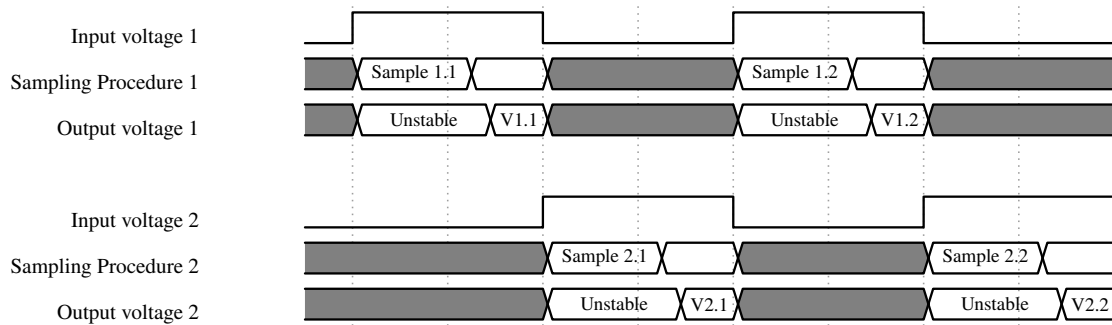 Input voltage 1
Sampling Procedure 1 Sample 1.1 Sample 1.2
Output voltage 1 Unstable V1.1 Unstable V1.2
Input voltage 2
Sampling Procedure 2 Sample 2.1 Sample 2.2
Output voltage 2 Unstable V2.1 Unstable V2.2